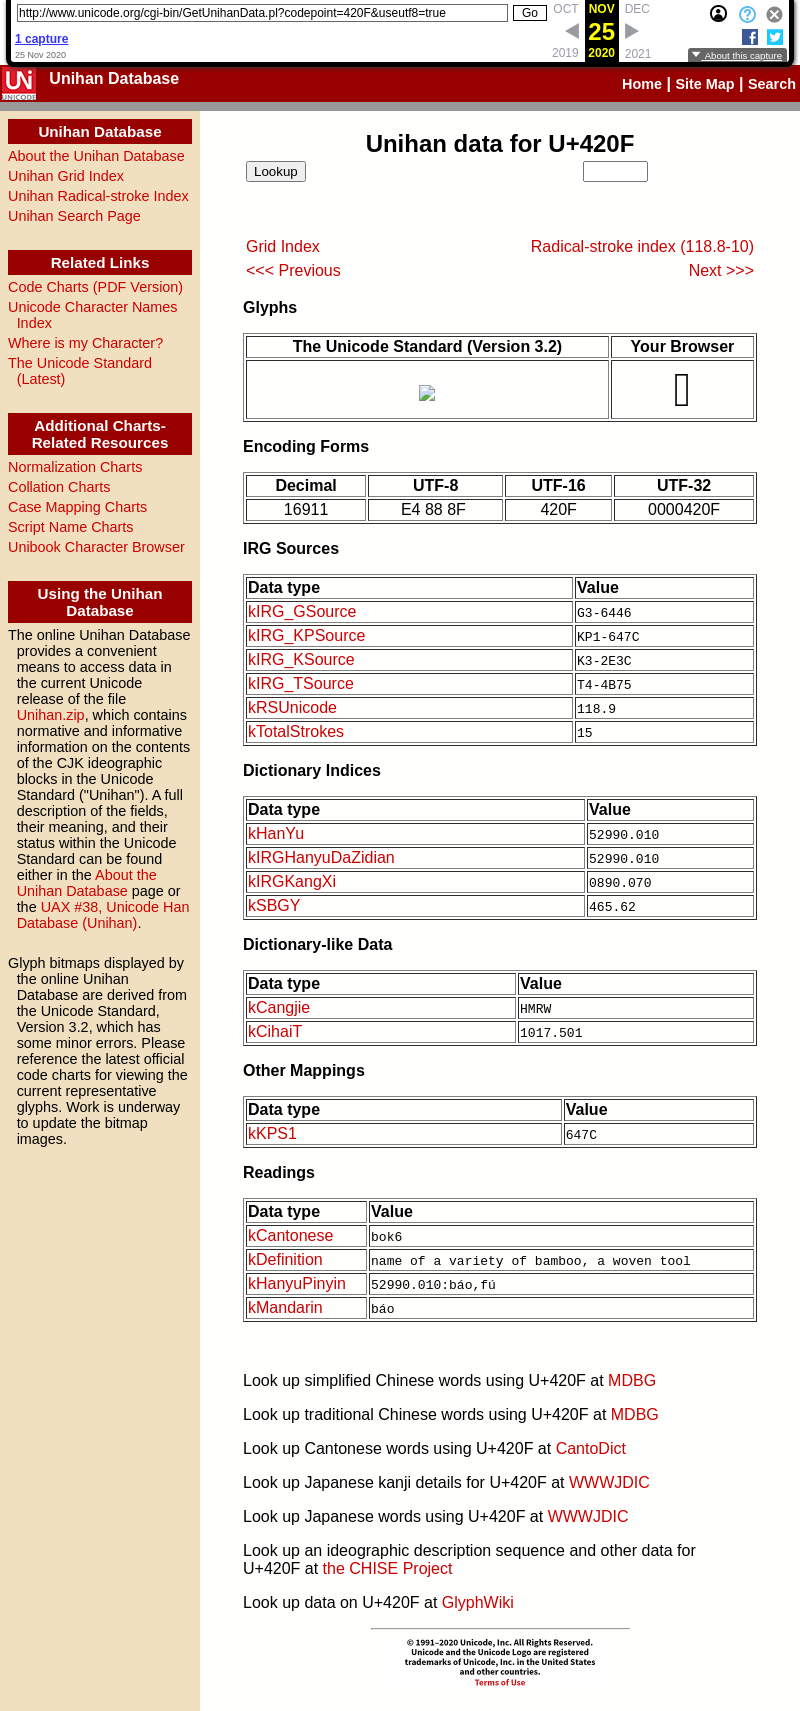 http://www.unicode.org/cgi-bin/GetUnihanData.pl?codepoint=420F&useutf8=true Go OCT NOV DEC
1 capture 25
25 Nov 2020 2019 2020 2021 About this capture
UNi UNICODE Unihan Database Home | Site Map | Search
Unihan Database
About the Unihan Database
Unihan Grid Index
Unihan Radical-stroke Index
Unihan Search Page
Related Links
Code Charts (PDF Version)
Unicode Character Names
Index
Where is my Character?
The Unicode Standard
(Latest)
Additional Charts-
Related Resources
Normalization Charts
Collation Charts
Case Mapping Charts
Script Name Charts
Unibook Character Browser
Using the Unihan
Database
The online Unihan Database
provides a convenient
means to access data in
the current Unicode
release of the file
Unihan.zip, which contains
normative and informative
information on the contents
of the CJK ideographic
blocks in the Unicode
Standard ("Unihan"). A full
description of the fields,
their meaning, and their
status within the Unicode
Standard can be found
either in the About the
Unihan Database page or
the UAX #38, Unicode Han
Database (Unihan).
Glyph bitmaps displayed by
the online Unihan
Database are derived from
the Unicode Standard,
Version 3.2, which has
some minor errors. Please
reference the latest official
code charts for viewing the
current representative
glyphs. Work is underway
to update the bitmap
images.
Unihan data for U+420F
Lookup
Grid Index Radical-stroke index (118.8-10)
<<< Previous Next >>>
Glyphs
The Unicode Standard (Version 3.2) Your Browser
Encoding Forms
Decimal UTF-8 UTF-16 UTF-32
16911 E4 88 8F 420F 0000420F
IRG Sources
Data type Value
kIRG_GSource G3-6446
kIRG_KPSource KP1-647C
kIRG_KSource K3-2E3C
kIRG_TSource T4-4B75
kRSUnicode 118.9
kTotalStrokes 15
Dictionary Indices
Data type Value
kHanYu 52990.010
kIRGHanyuDaZidian 52990.010
kIRGKangXi 0890.070
kSBGY 465.62
Dictionary-like Data
Data type Value
kCangjie HMRW
kCihaiT 1017.501
Other Mappings
Data type Value
kKPS1 647C
Readings
Data type Value
kCantonese bok6
kDefinition name of a variety of bamboo, a woven tool
kHanyuPinyin 52990.010:báo,fú
kMandarin báo
Look up simplified Chinese words using U+420F at MDBG
Look up traditional Chinese words using U+420F at MDBG
Look up Cantonese words using U+420F at CantoDict
Look up Japanese kanji details for U+420F at WWWJDIC
Look up Japanese words using U+420F at WWWJDIC
Look up an ideographic description sequence and other data for
U+420F at the CHISE Project
Look up data on U+420F at GlyphWiki
© 1991–2020 Unicode, Inc. All Rights Reserved.
Unicode and the Unicode Logo are registered
trademarks of Unicode, Inc. in the United States
and other countries.
Terms of Use